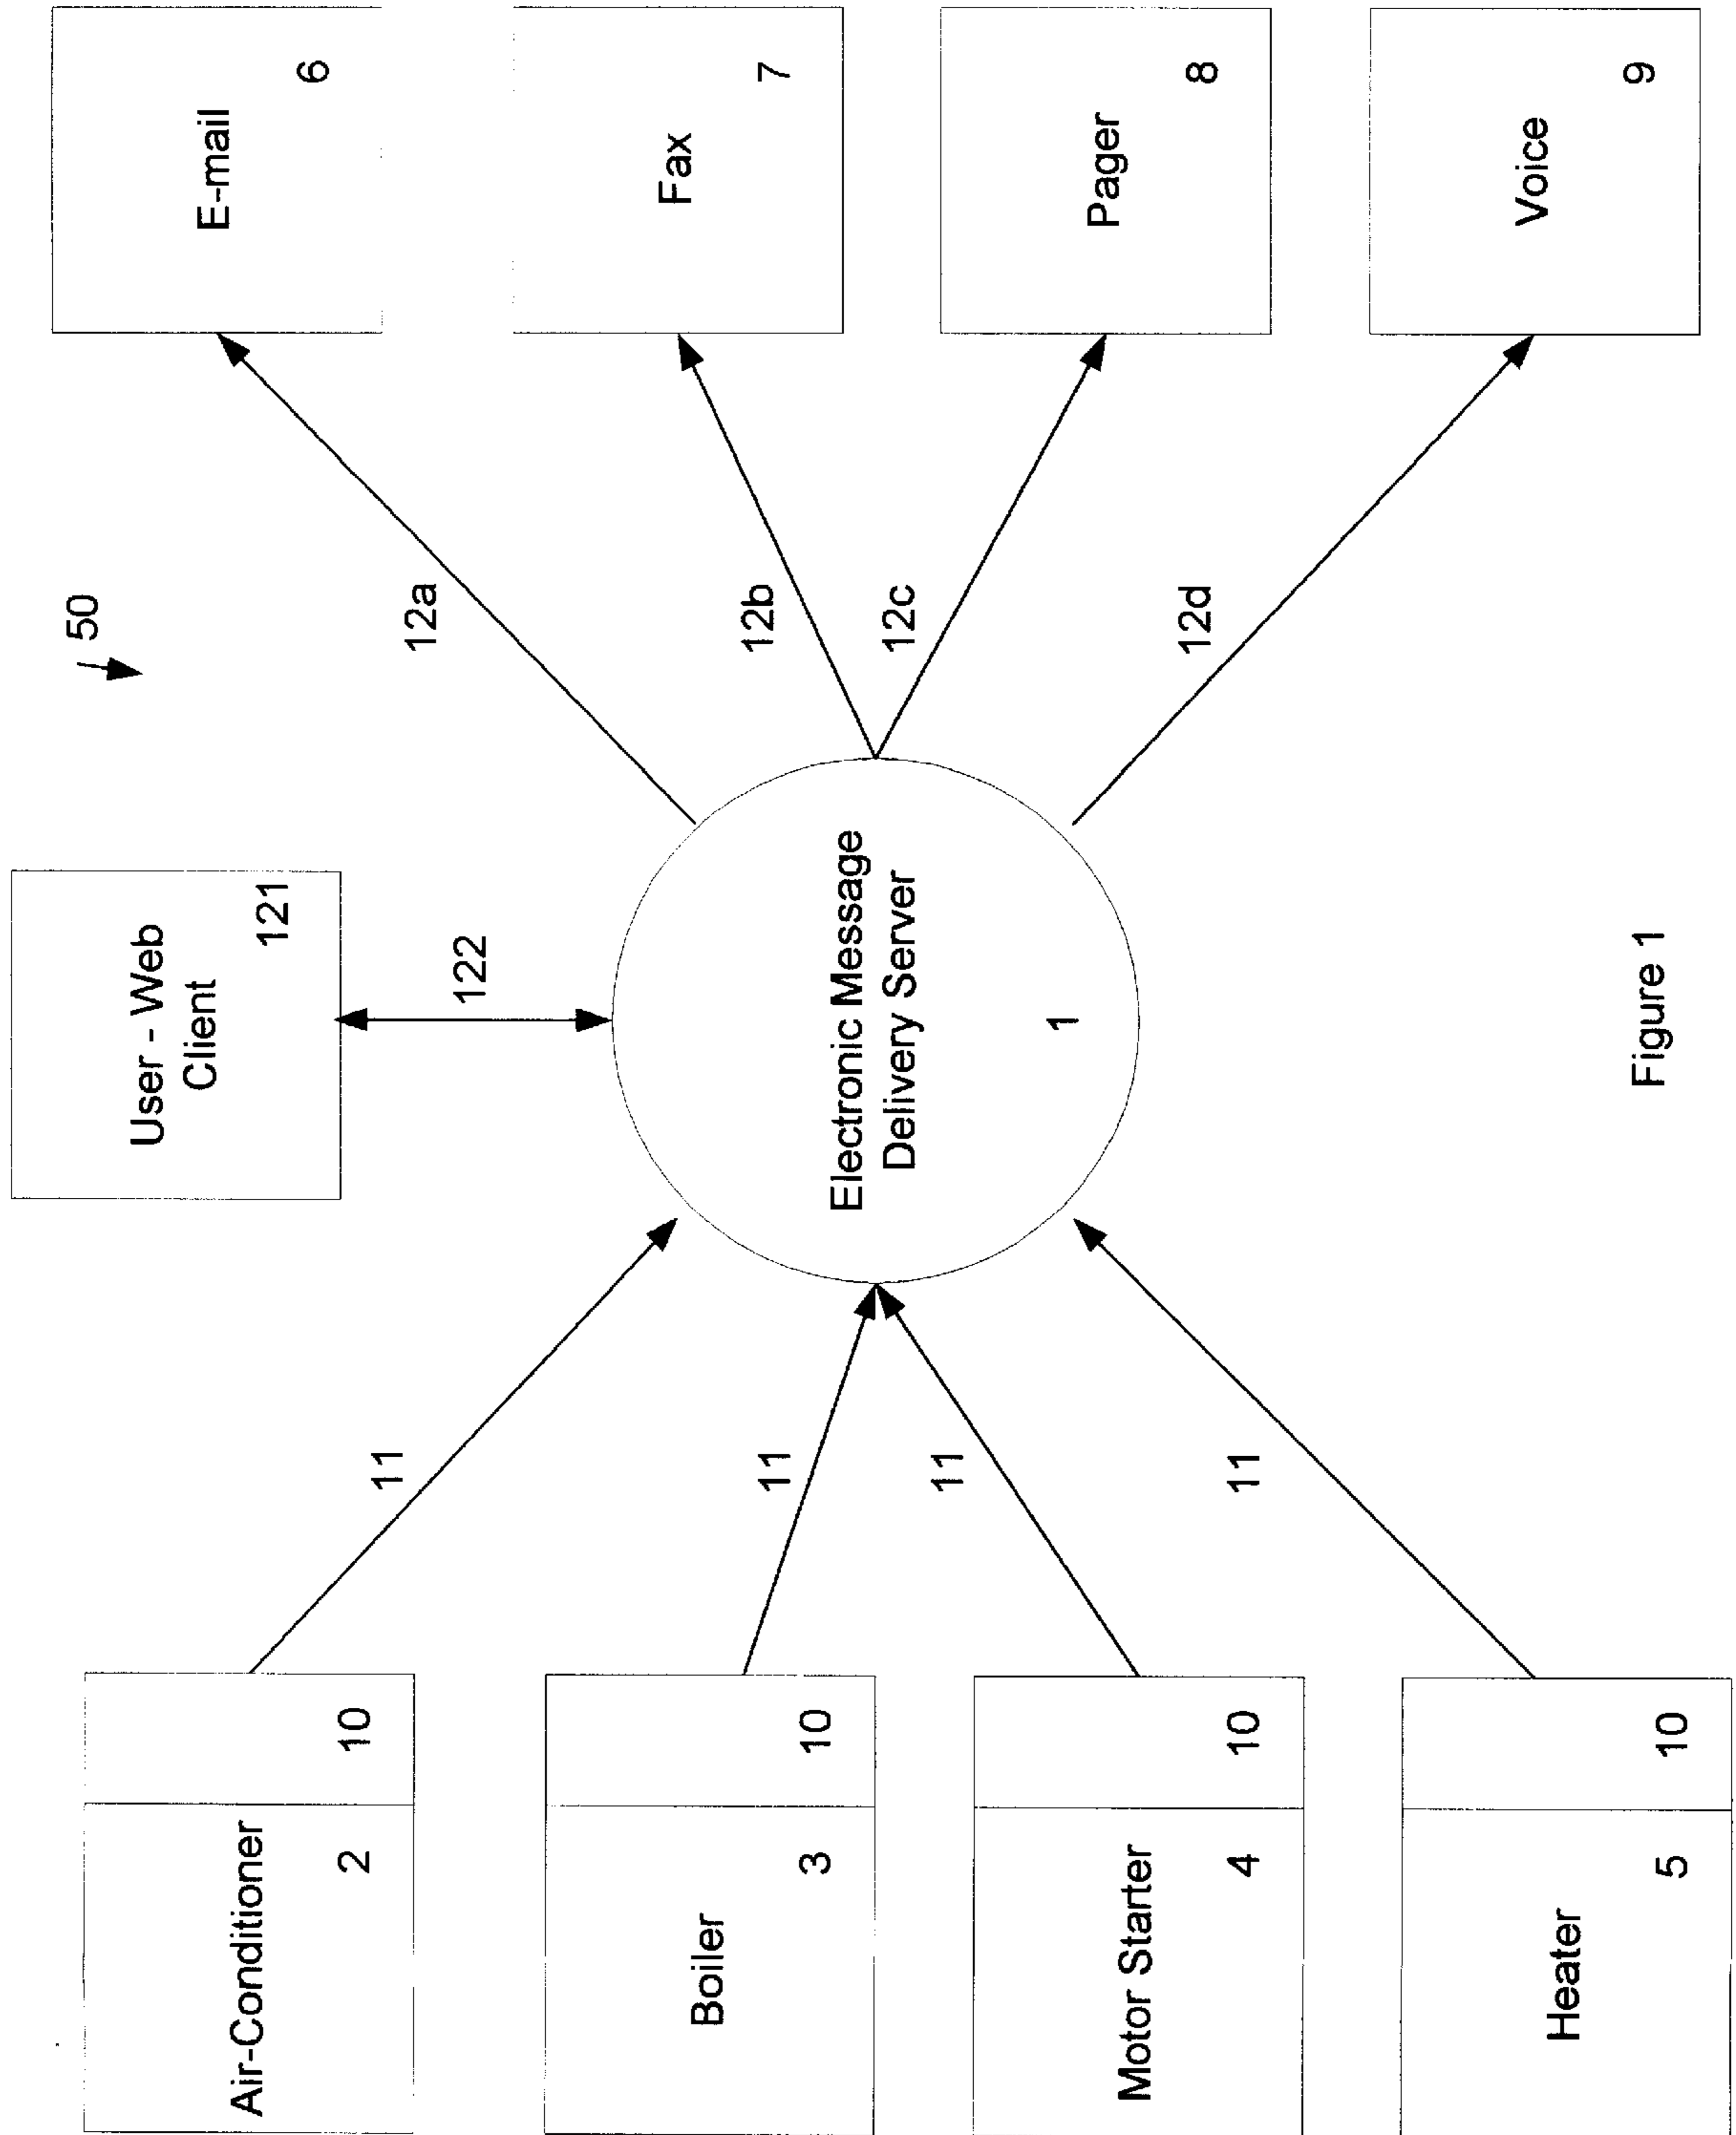 50
User - Web
Client
121
122
Air-Conditioner
2
10
11
Boiler
3
10
11
Motor Starter
4
10
11
Heater
5
10
11
Electronic Message
Delivery Server
1
12a
12b
12c
12d
E-mail
6
Fax
7
Pager
8
Voice
9
Figure 1